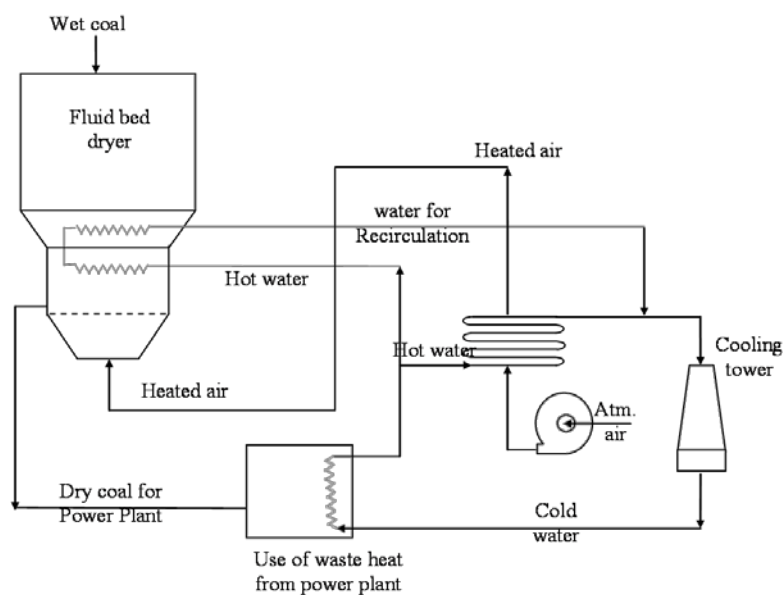 Wet coal
Fluid bed
dryer
Heated air
water for
Recirculation
Hot water
Hot water
Cooling
tower
Heated air
Atm.
air
Dry coal for
Power Plant
Cold
water
Use of waste heat
from power plant